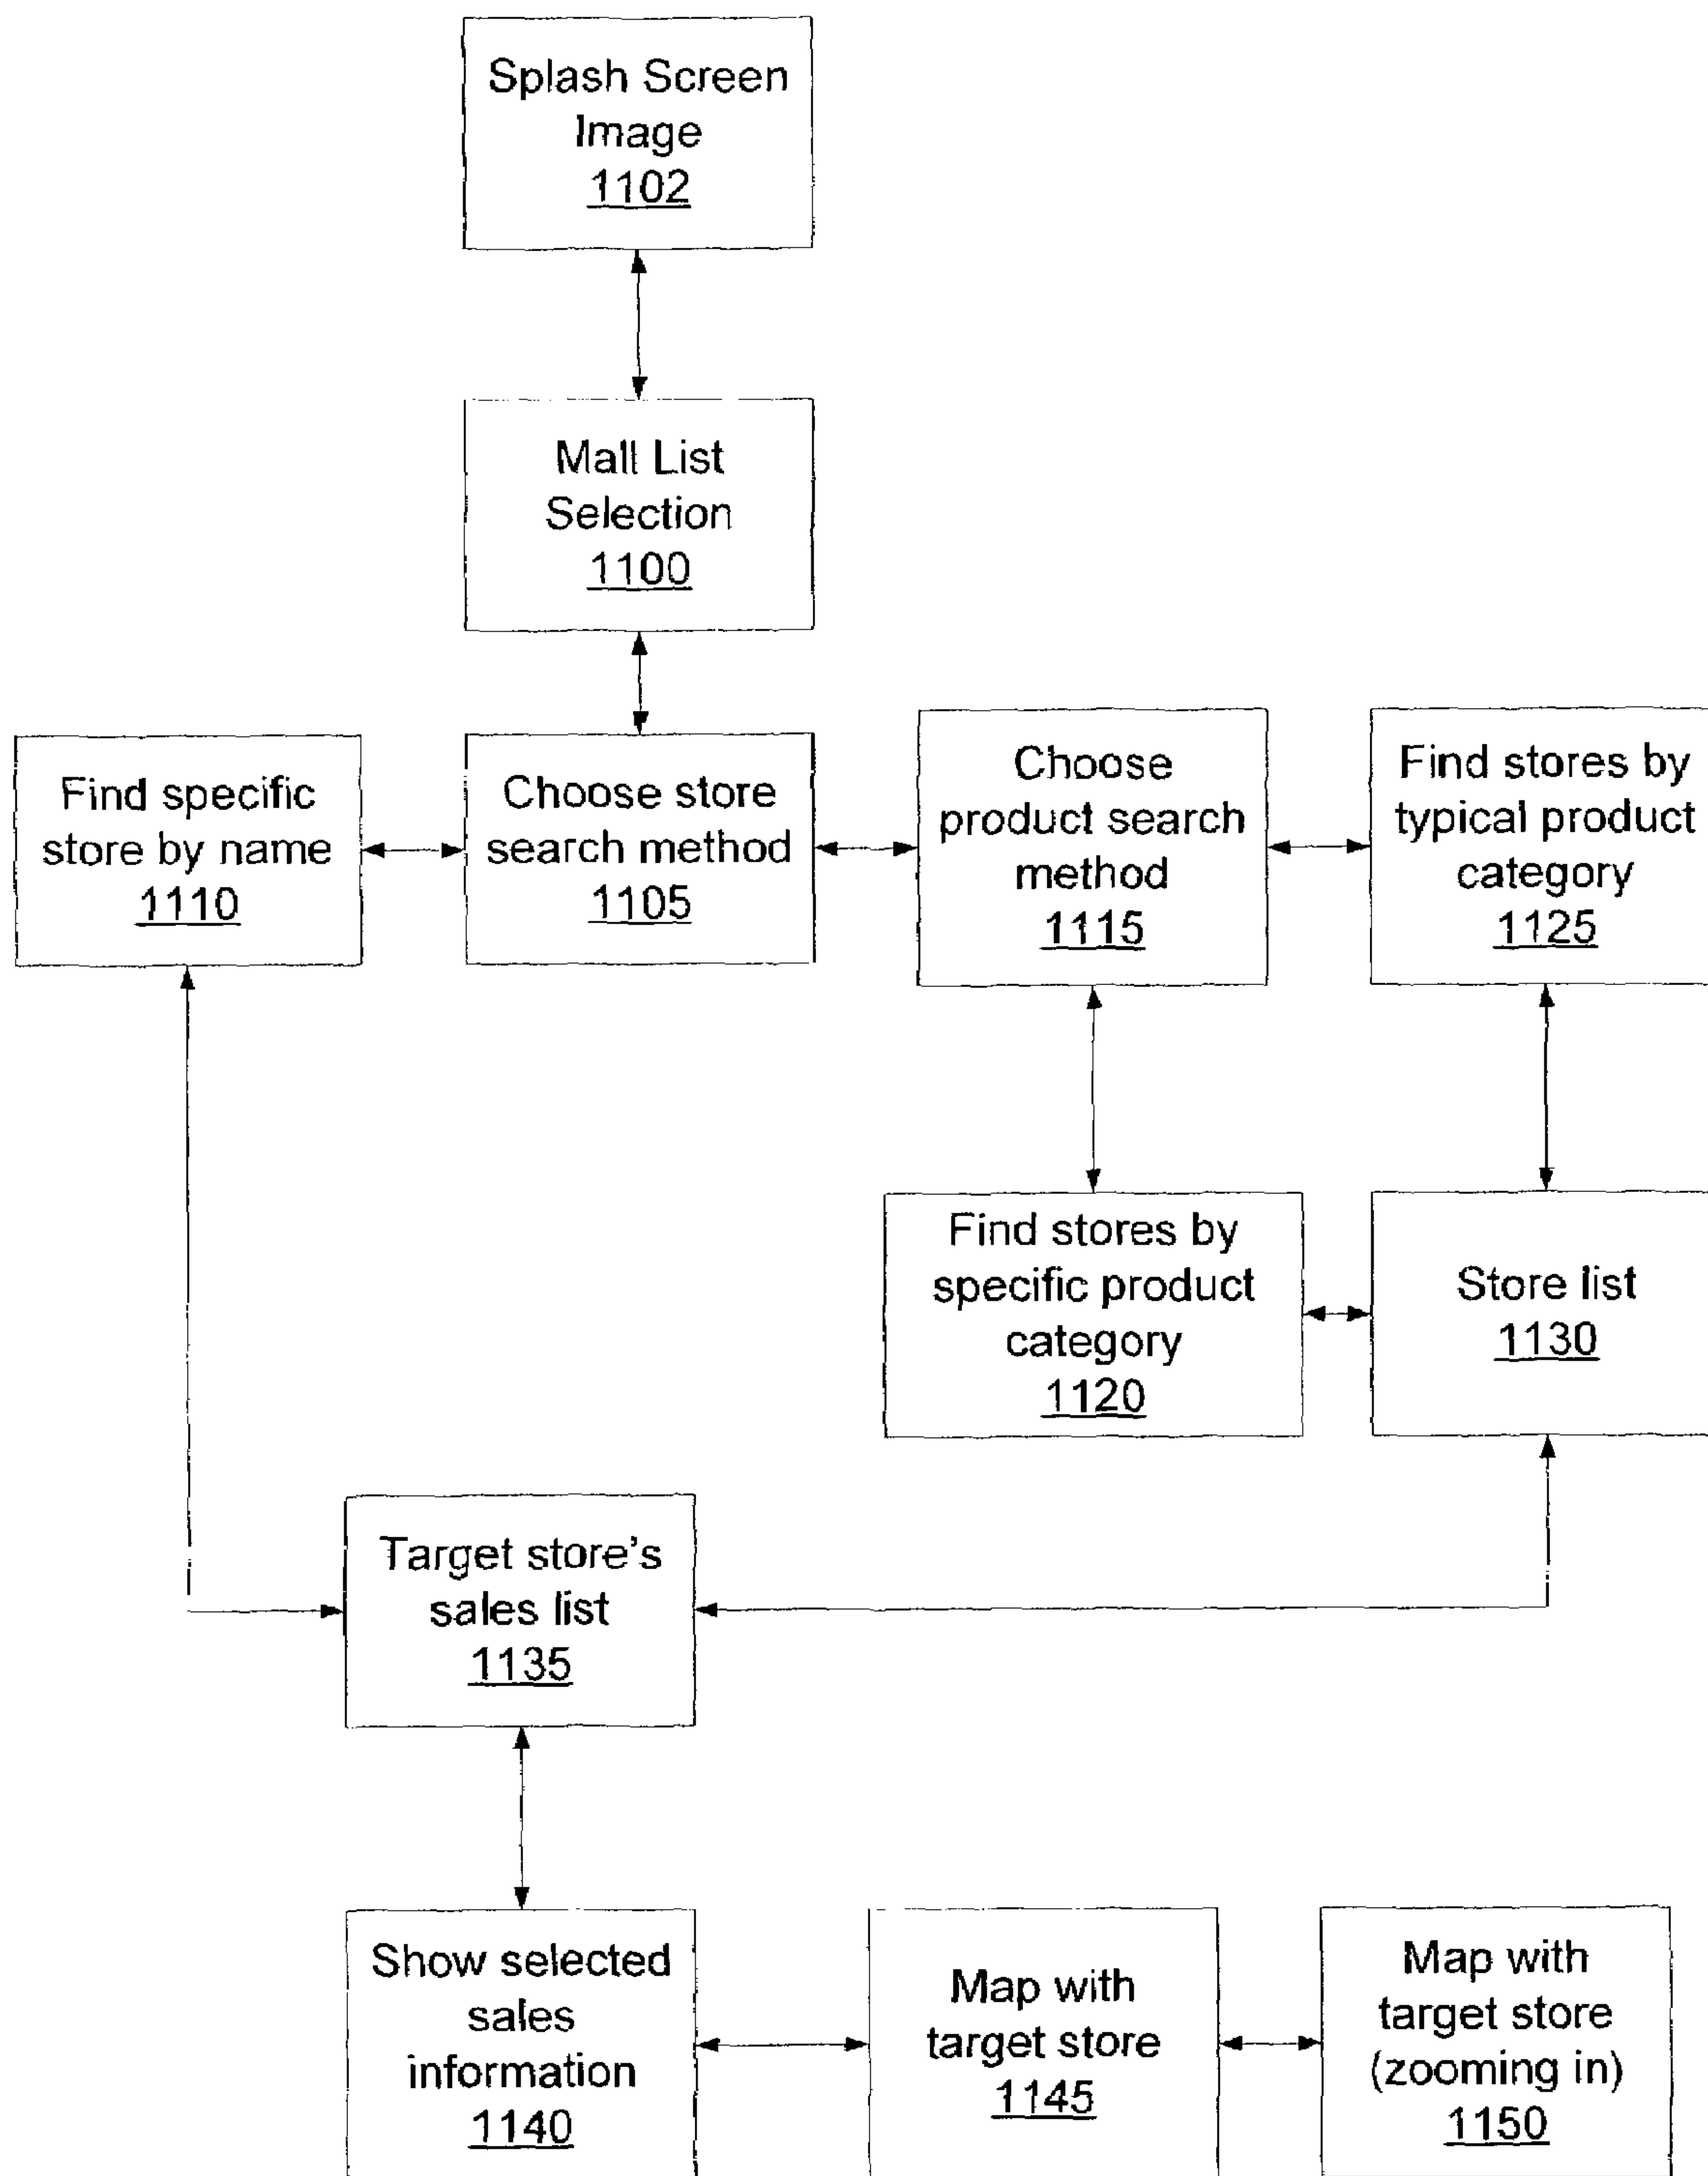 Splash Screen
Image
1102
Mall List
Selection
1100
Find specific
store by name
1110
Choose store
search method
1105
Choose
product search
method
1115
Find stores by
typical product
category
1125
Find stores by
specific product
category
1120
Store list
1130
Target store's
sales list
1135
Show selected
sales
information
1140
Map with
target store
1145
Map with
target store
(zooming in)
1150